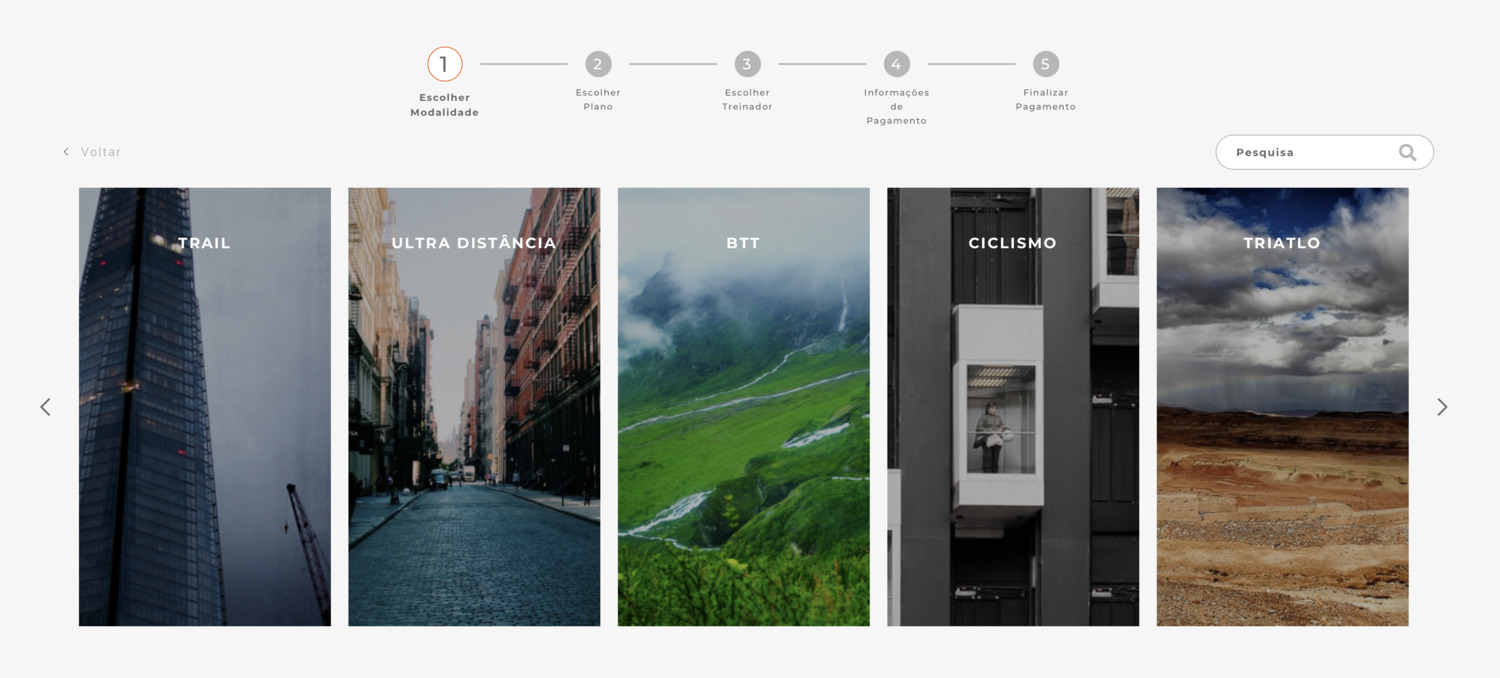 1
2
3
4
5
Escolher
Modalidade
Escolher
Plano
Escolher
Treinador
Informações
de
Pagamento
Finalizar
Pagamento
Voltar
Pesquisa
TRAIL
ULTRA DISTÂNCIA
BTT
CICLISMO
TRIATLO